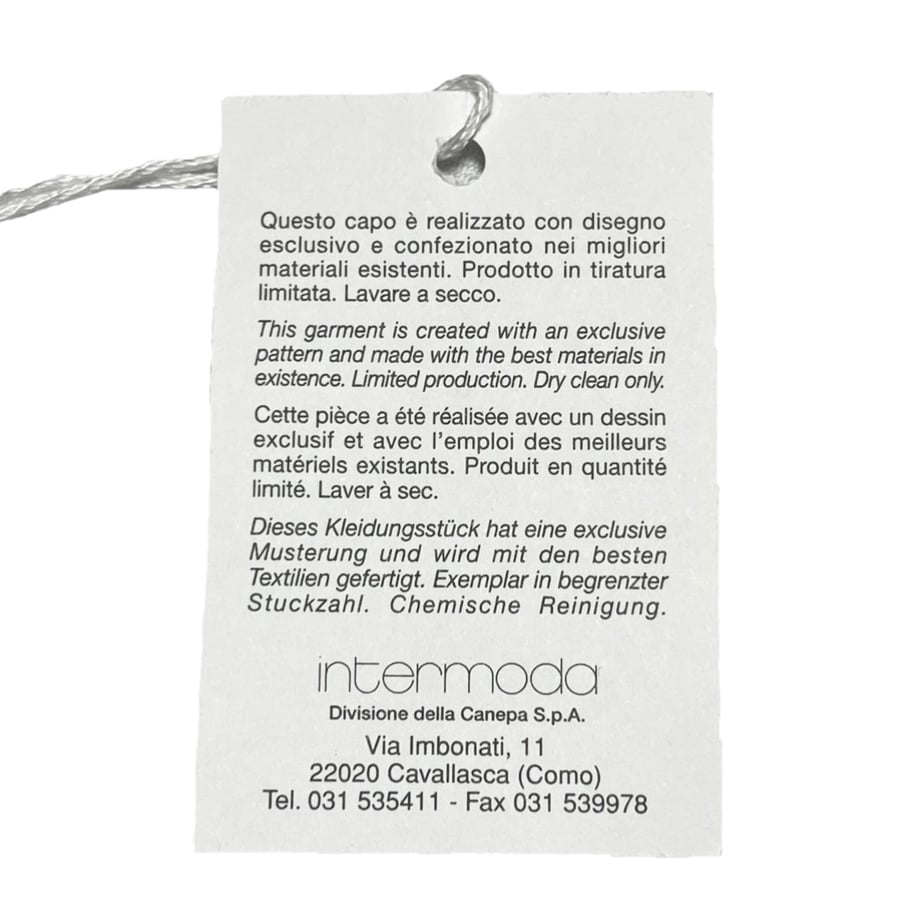 Questo capo è realizzato con disegno
esclusivo e confezionato nei migliori
materiali esistenti. Prodotto in tiratura
limitata. Lavare a secco.
This garment is created with an exclusive
pattern and made with the best materials in
existence. Limited production. Dry clean only.
Cette pièce a été réalisée avec un dessin
exclusif et avec l'emploi des meilleurs
matériels existants. Produit en quantité
limité. Laver à sec.
Dieses Kleidungsstück hat eine exclusive
Musterung und wird mit den besten
Textilien gefertigt. Exemplar in begrenzter
Stuckzahl. Chemische Reinigung.
intermoda
Divisione della Canepa S.p.A.
Via Imbonati, 11
22020 Cavallasca (Como)
Tel. 031 535411 - Fax 031 539978